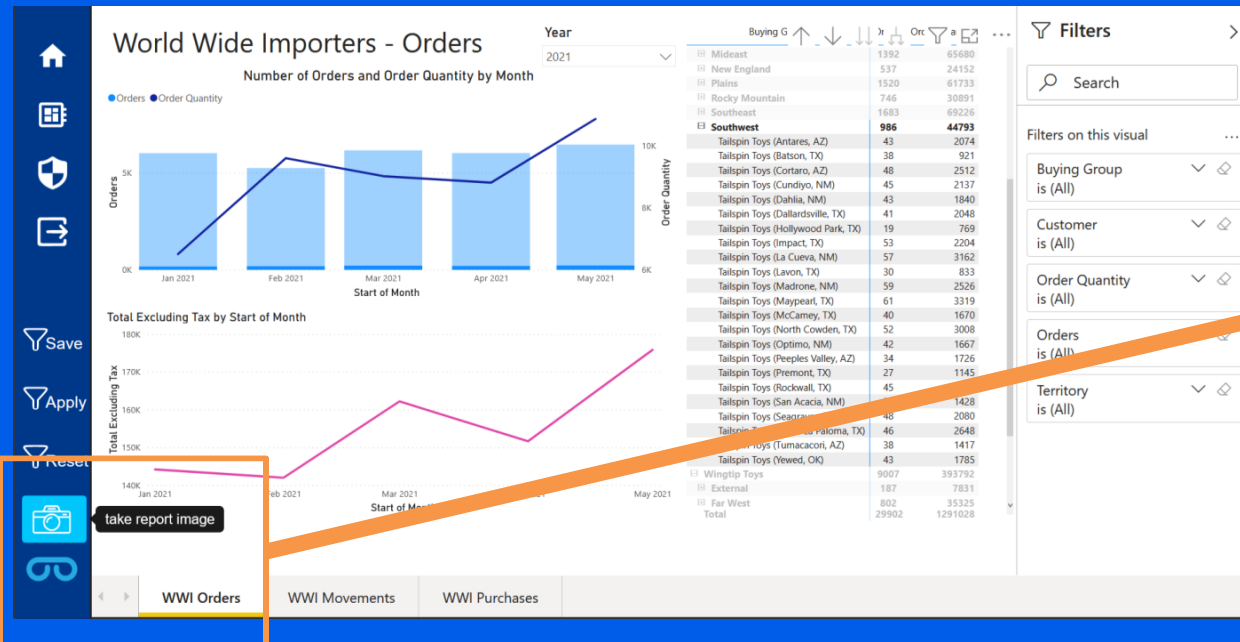 World Wide Importers - Orders
Year
2021
Number of Orders and Order Quantity by Month
Orders Order Quantity
Orders
5K
0K
10K
8K
6K
Order Quantity
Jan 2021 Feb 2021 Mar 2021 Apr 2021 May 2021
Start of Month
Total Excluding Tax by Start of Month
Total Excluding Tax
180K
170K
160K
150K
140K
Jan 2021 Feb 2021 Mar 2021 May 2021
Start of
Save
Apply
Reset
take report image
Buying G
Mideast 1392 65680
New England 537 24152
Plains 1520 61733
Rocky Mountain 746 30891
Southeast 1683 69226
Southwest 986 44793
Tailspin Toys (Antares, AZ) 43 2074
Tailspin Toys (Batson, TX) 38 921
Tailspin Toys (Cortaro, AZ) 48 2512
Tailspin Toys (Cundiyo, NM) 45 2137
Tailspin Toys (Dahlia, NM) 43 1840
Tailspin Toys (Dallardsville, TX) 41 2048
Tailspin Toys (Hollywood Park, TX) 19 769
Tailspin Toys (Impact, TX) 53 2204
Tailspin Toys (La Cueva, NM) 57 3162
Tailspin Toys (Lavon, TX) 30 833
Tailspin Toys (Madrone, NM) 59 2526
Tailspin Toys (Maypearl, TX) 61 3319
Tailspin Toys (McCamey, TX) 40 1670
Tailspin Toys (North Cowden, TX) 52 3008
Tailspin Toys (Optimo, NM) 42 1667
Tailspin Toys (Peeples Valley, AZ) 34 1726
Tailspin Toys (Premont, TX) 27 1145
Tailspin Toys (Rockwall, TX) 45
Tailspin Toys (San Acacia, NM) 1428
Tailspin Toys 48 2080
Tailspin Paloma, TX) 46 2648
Toys (Tumacacori, AZ) 38 1417
Tailspin Toys (Yewed, OK) 43 1785
Wingtip Toys 9007 393792
External 187 7831
Far West 802 35325
Total 29902 1291028
Filters
Search
Filters on this visual
Buying Group
is (All)
Customer
is (All)
Order Quantity
is (All)
Orders
is (All)
Territory
is (All)
WWI Orders WWI Movements WWI Purchases